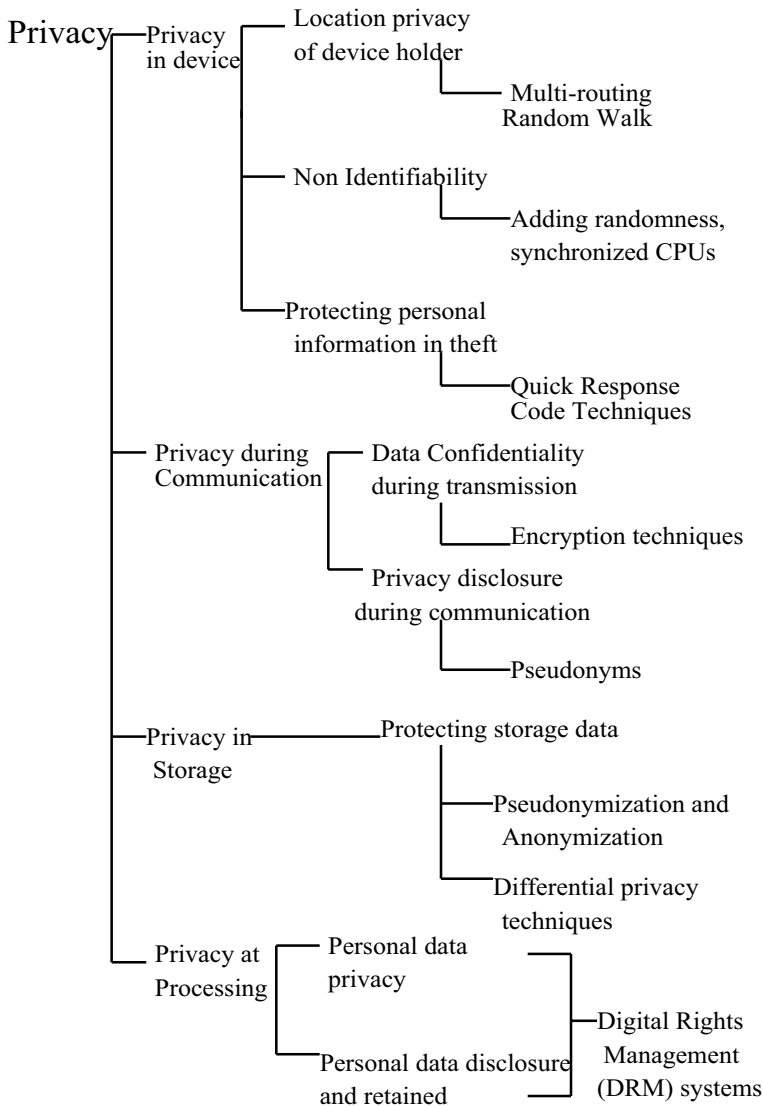 Privacy
Privacy
in device
Location privacy
of device holder
Multi-routing
Random Walk
Non Identifiability
Adding randomness,
synchronized CPUs
Protecting personal
information in theft
Quick Response
Code Techniques
Privacy during
Communication
Data Confidentiality
during transmission
Encryption techniques
Privacy disclosure
during communication
Pseudonyms
Privacy in
Storage
Protecting storage data
Pseudonymization and
Anonymization
Differential privacy
techniques
Privacy at
Processing
Personal data
privacy
Personal data disclosure
and retained
Digital Rights
Management
(DRM) systems